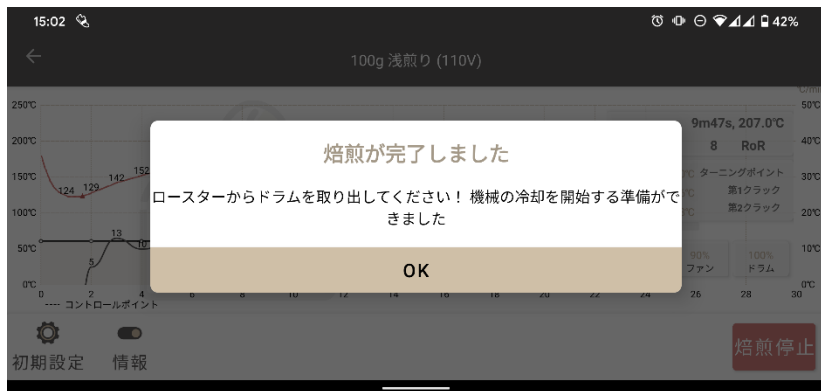 15:02
42%
100g 浅煎り (110V)
250℃
50℃
9m47s, 207.0℃
焙煎が完了しました
200℃
8 RoR
40℃
152
142
129
124
150℃
ターニングポイント
30℃
ロースターからドラムを取り出してください！ 機械の冷却を開始する準備がで
きました
第1クラック
第2クラック
100℃
20℃
13
10
50℃
10℃
5
90%
100%
ファン
ドラム
OK
0℃
0℃
0 2 4 6 8 10 12 14 16 18 20 22 24 26 28 30
---- コントロールポイント
初期設定
情報
焙煎停止